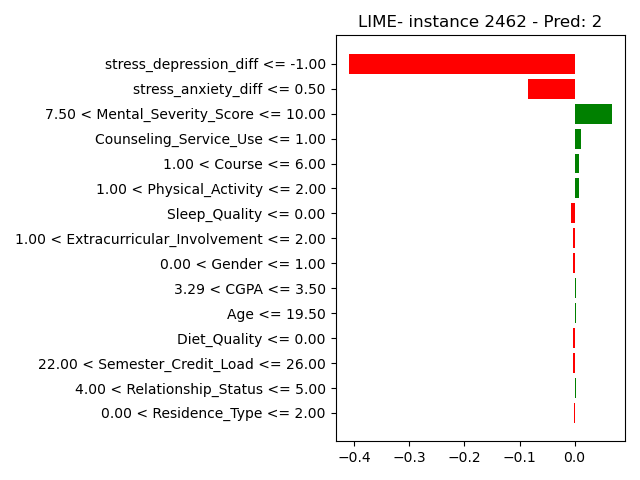 LIME- instance 2462 - Pred: 2
stress_depression_diff <= -1.00
stress_anxiety_diff <= 0.50
7.50 < Mental_Severity_Score <= 10.00
Counseling_Service_Use <= 1.00
1.00 < Course <= 6.00
1.00 < Physical_Activity <= 2.00
Sleep_Quality <= 0.00
1.00 < Extracurricular_Involvement <= 2.00
0.00 < Gender <= 1.00
3.29 < CGPA <= 3.50
Age <= 19.50
Diet_Quality <= 0.00
22.00 < Semester_Credit_Load <= 26.00
4.00 < Relationship_Status <= 5.00
0.00 < Residence_Type <= 2.00
−0.4 −0.3 −0.2 −0.1 0.0